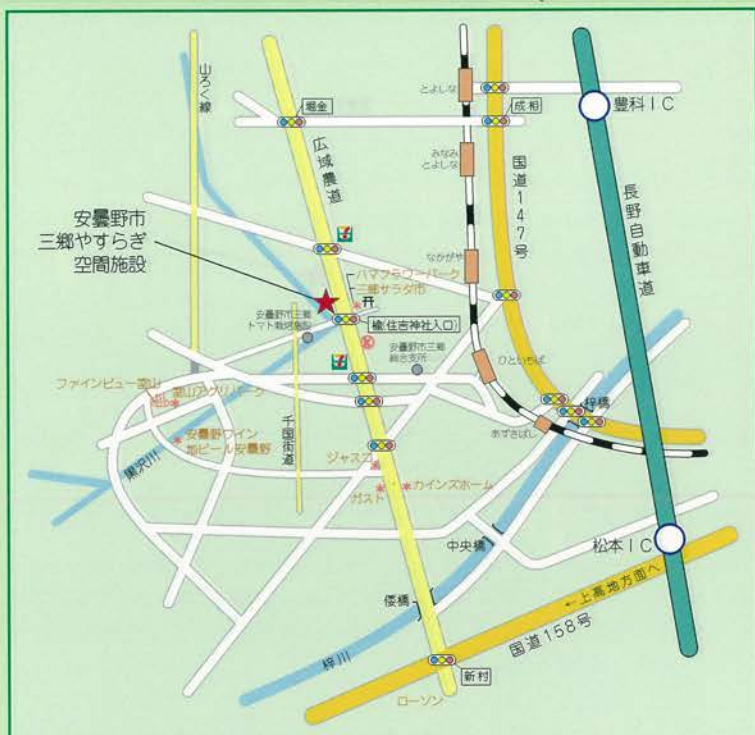 山ろく線
堀金
広域農道
とよしな
成相
豊科IC
みなみ
とよしな
国道147号
長野自動車道
安曇野市
三郷やすらぎ
空間施設
なかがや
ハマフラワーパーク
三郷サラダ市
楡(住吉神社入口)
安曇野市三郷
トマト栽培施設
安曇野市三郷
総合支所
ひといちば
ファインビュー室山
室山アグリパーク
梓橋
あずさばし
千国街道
安曇野ワイン
地ビール安曇野
黒沢川
ジャスコ
ガスト
カインズホーム
中央橋
松本IC
倭橋
←上高地方面へ
国道158号
梓川
新村
ローソン